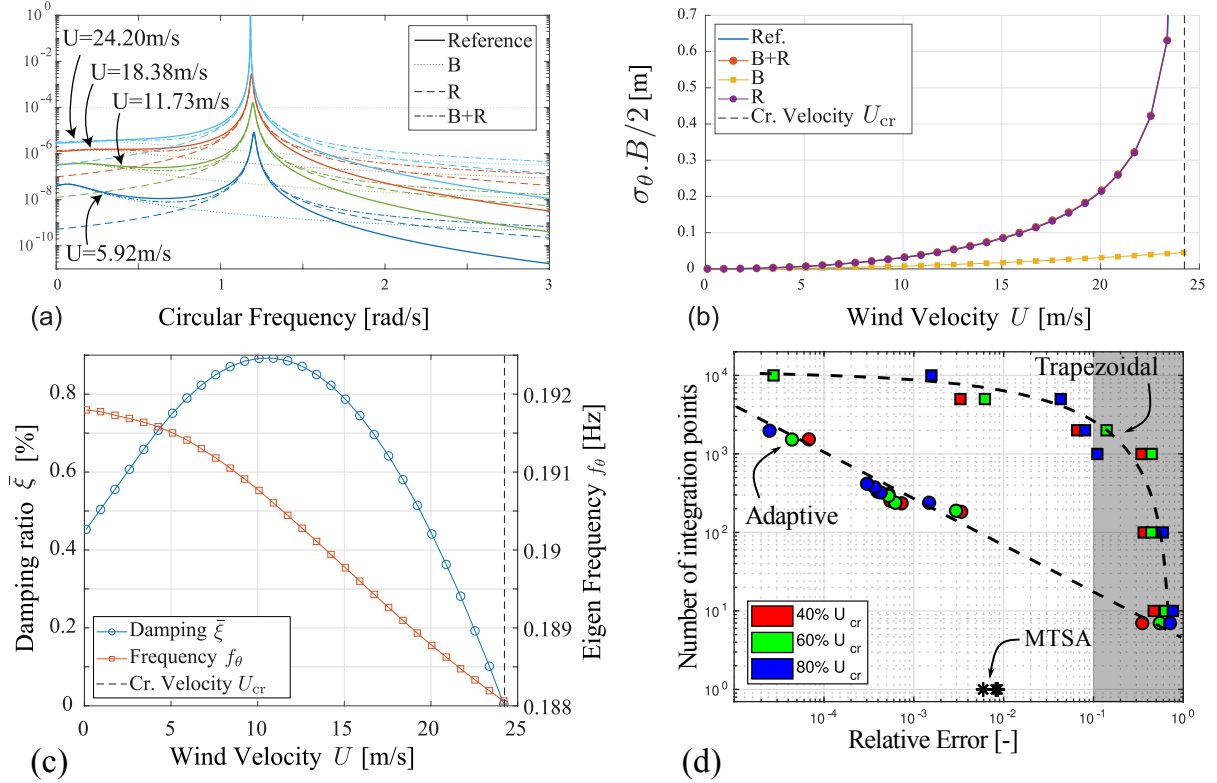 10^0
10^-2
10^-4
10^-6
10^-8
10^-10
U=24.20m/s
U=18.38m/s
U=11.73m/s
U=5.92m/s
Reference
B
R
B+R
0 1 2 3
(a) Circular Frequency [rad/s]
σ_θ.B/2 [m]
0.7
0.6
0.5
0.4
0.3
0.2
0.1
0
Ref.
B+R
B
R
Cr. Velocity U_cr
0 5 10 15 20 25
(b) Wind Velocity U [m/s]
Damping ratio ξ̄ [%]
0.8
0.6
0.4
0.2
0
Damping ξ̄
Frequency f_θ
Cr. Velocity U_cr
0.192
0.191
0.19
0.189
0.188
Eigen Frequency f_θ [Hz]
0 5 10 15 20 25
(c) Wind Velocity U [m/s]
Number of integration points
10^4
10^3
10^2
10^1
10^0
Trapezoidal
Adaptive
40% U_cr
60% U_cr
80% U_cr
MTSA
10^-4 10^-3 10^-2 10^-1 10^0
(d) Relative Error [-]